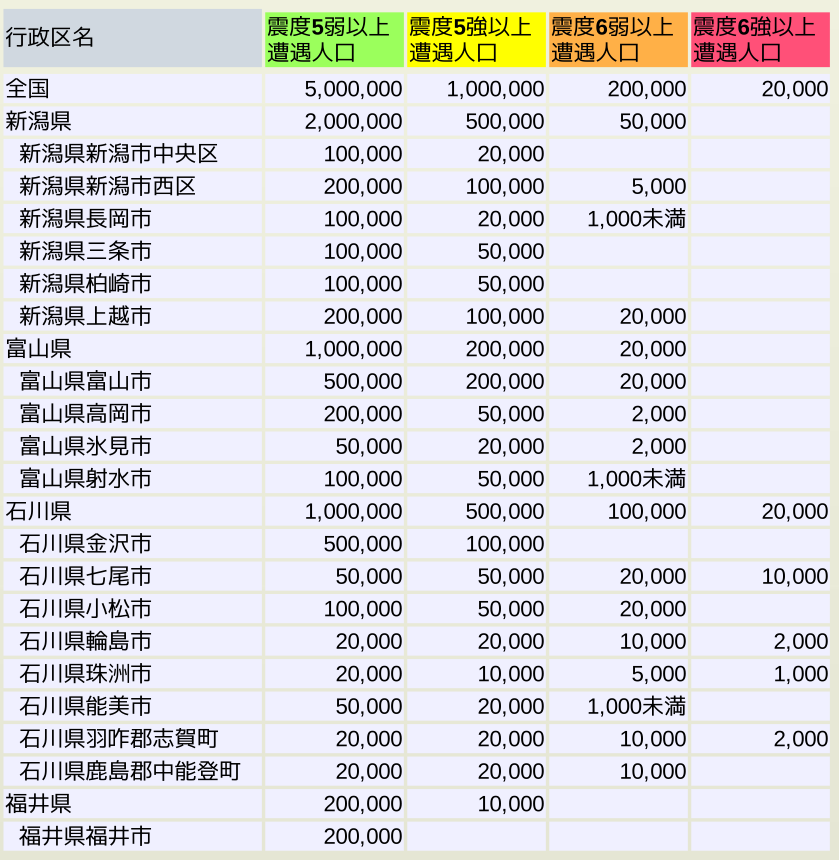 行政区名 震度5弱以上 遭遇人口 震度5強以上 遭遇人口 震度6弱以上 遭遇人口 震度6強以上 遭遇人口
全国 5,000,000 1,000,000 200,000 20,000
新潟県 2,000,000 500,000 50,000
新潟県新潟市中央区 100,000 20,000
新潟県新潟市西区 200,000 100,000 5,000
新潟県長岡市 100,000 20,000 1,000未満
新潟県三条市 100,000 50,000
新潟県柏崎市 100,000 50,000
新潟県上越市 200,000 100,000 20,000
富山県 1,000,000 200,000 20,000
富山県富山市 500,000 200,000 20,000
富山県高岡市 200,000 50,000 2,000
富山県氷見市 50,000 20,000 2,000
富山県射水市 100,000 50,000 1,000未満
石川県 1,000,000 500,000 100,000 20,000
石川県金沢市 500,000 100,000
石川県七尾市 50,000 50,000 20,000 10,000
石川県小松市 100,000 50,000 20,000
石川県輪島市 20,000 20,000 10,000 2,000
石川県珠洲市 20,000 10,000 5,000 1,000
石川県能美市 50,000 20,000 1,000未満
石川県羽咋郡志賀町 20,000 20,000 10,000 2,000
石川県鹿島郡中能登町 20,000 20,000 10,000
福井県 200,000 10,000
福井県福井市 200,000